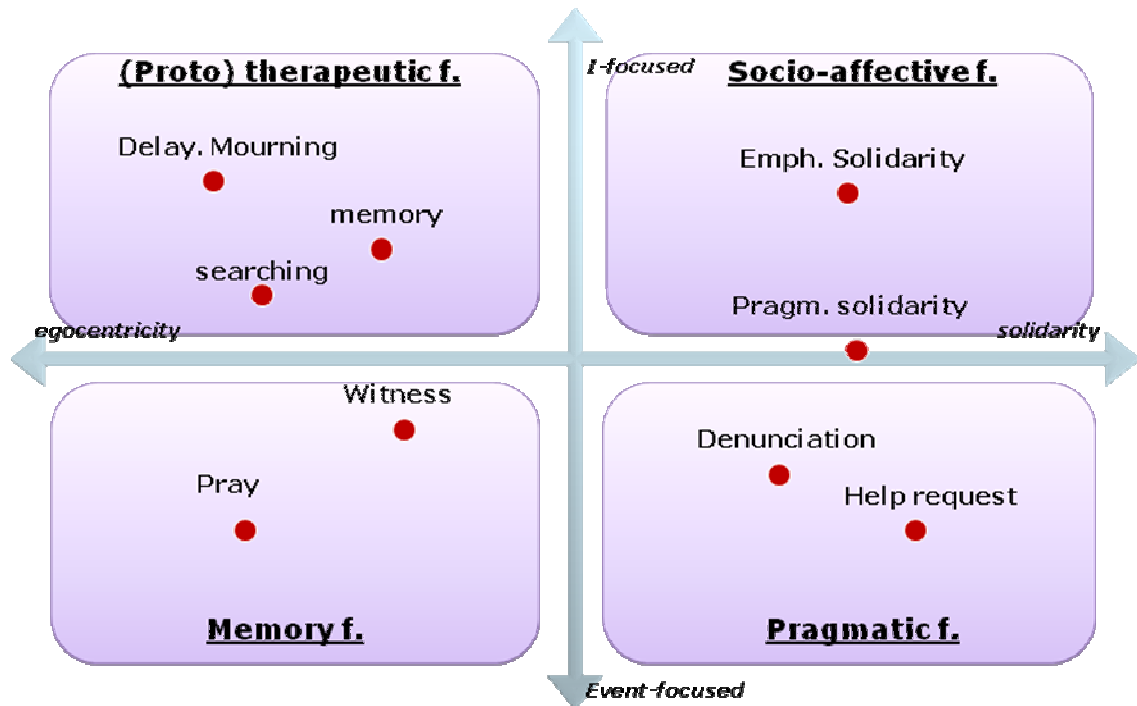 (Proto) therapeutic f.
I-focused
Socio-affective f.
Delay. Mourning
Emph. Solidarity
memory
searching
Pragm. solidarity
egocentricity
solidarity
Witness
Denunciation
Pray
Help request
Memory f.
Pragmatic f.
Event-focused